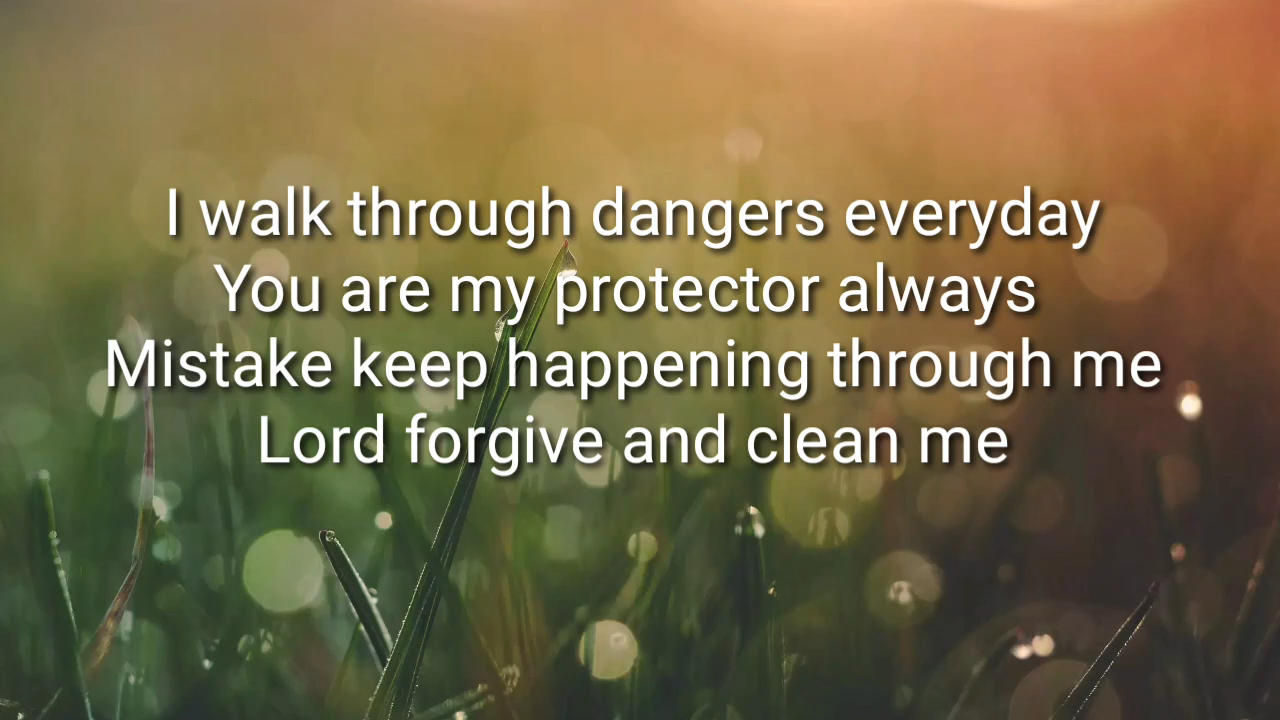 I walk through dangers everyday
You are my protector always
Mistake keep happening through me
Lord forgive and clean me